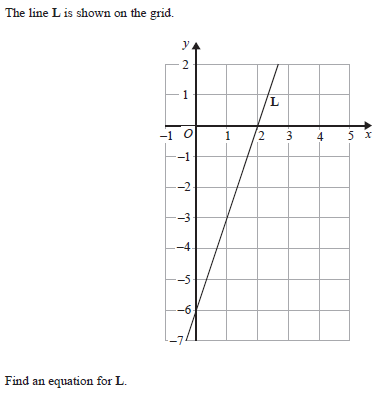 The line L is shown on the grid.
y
2
1
L
-1 O 1 2 3 4 5 x
-1
-2
-3
-4
-5
-6
-7
Find an equation for L.